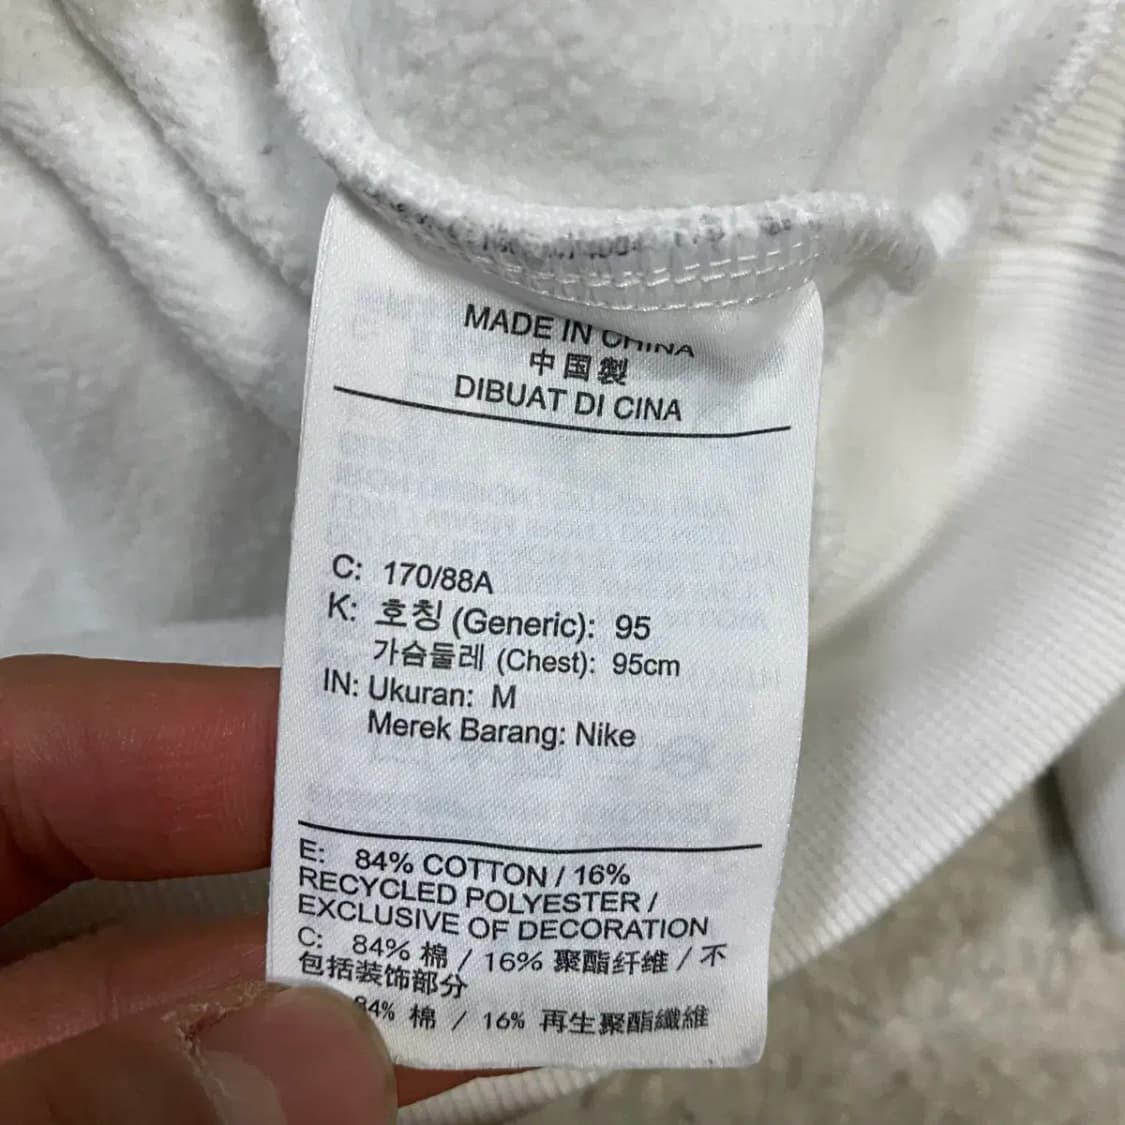 MADE IN CHINA
中国製
DIBUAT DI CINA
C: 170/88A
K: 호칭 (Generic): 95
가슴둘레 (Chest): 95cm
IN: Ukuran: M
Merek Barang: Nike
E: 84% COTTON / 16%
RECYCLED POLYESTER /
EXCLUSIVE OF DECORATION
C: 84% 棉 / 16% 聚酯纤维 / 不
包括装饰部分
84% 棉 / 16% 再生聚酯纖維